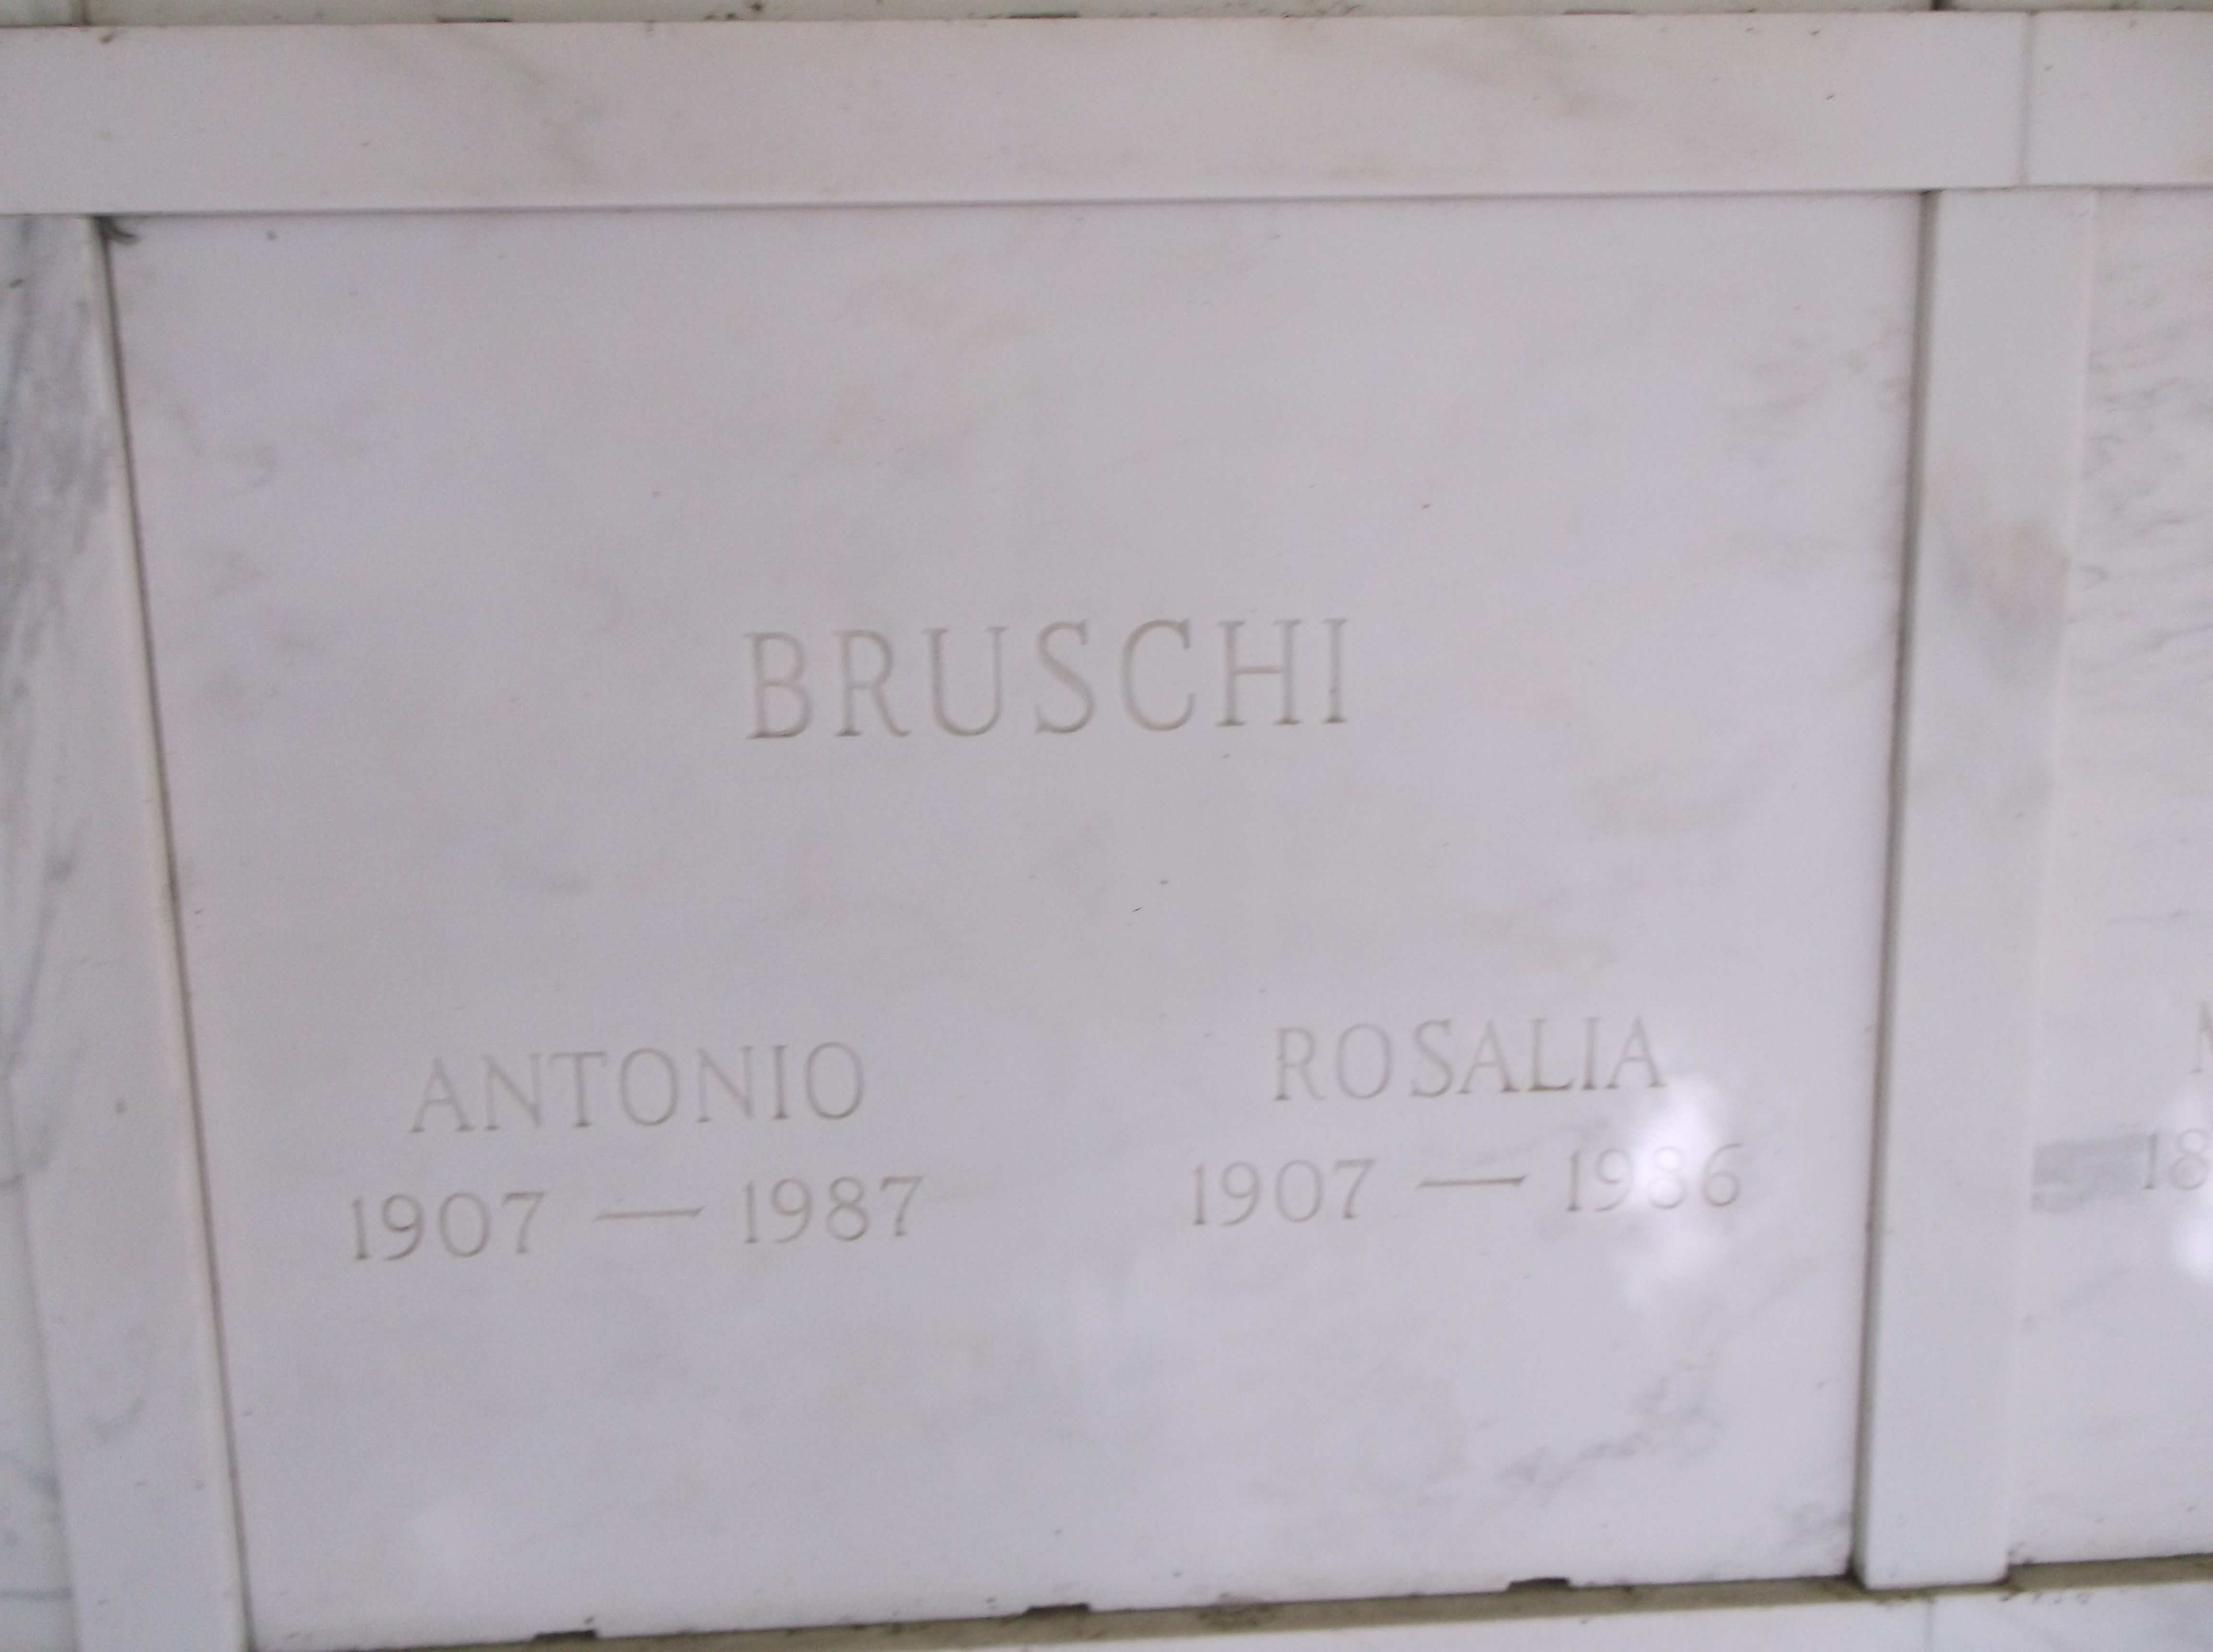 BRUSCHI
ANTONIO
1907 — 1987
ROSALIA
1907 — 1986